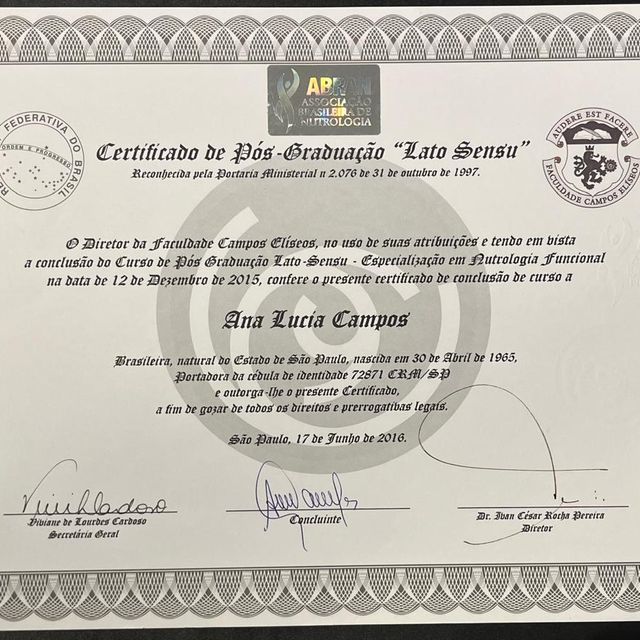 ABRAN
ASSOCIAÇÃO
BRASILEIRA DE
NUTROLOGIA
FEDERATIVA DO BRASIL
ORDEM E PROGRESSO
AUDERE EST FACERE
FACULDADE CAMPOS ELÍSEOS
Certificado de Pós-Graduação "Lato Sensu"
Reconhecida pela Portaria Ministerial n 2.076 de 31 de outubro de 1997.
O Diretor da Faculdade Campos Elíseos, no uso de suas atribuições e tendo em vista
a conclusão do Curso de Pós Graduação Lato-Sensu - Especialização em Nutrologia Funcional
na data de 12 de Dezembro de 2015, confere o presente certificado de conclusão de curso a
Ana Lucia Campos
Brasileira, natural do Estado de São Paulo, nascida em 30 de Abril de 1965,
Portadora da cédula de identidade 72871 CRM/SP
e outorga-lhe o presente Certificado,
a fim de gozar de todos os direitos e prerrogativas legais.
São Paulo, 17 de Junho de 2016.
Viviane de Lourdes Cardoso
Secretária Geral
Concluinte
Dr. Ivan César Rocha Pereira
Diretor